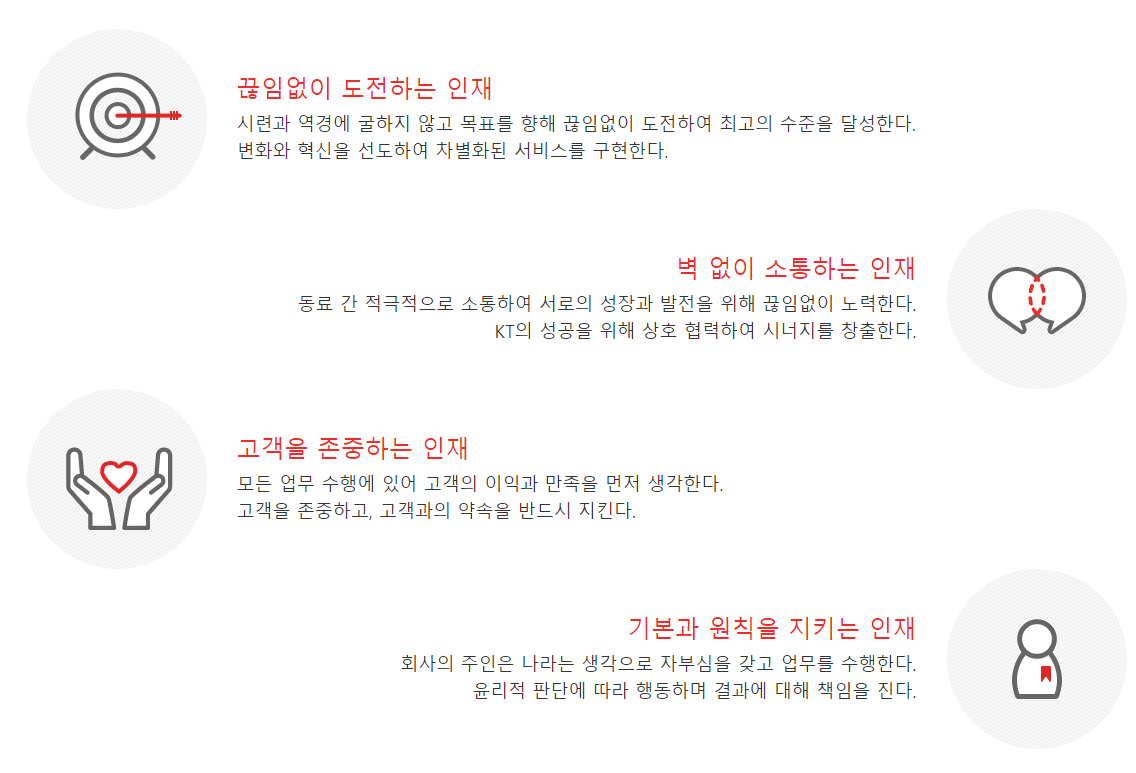 끊임없이 도전하는 인재
시련과 역경에 굴하지 않고 목표를 향해 끊임없이 도전하여 최고의 수준을 달성한다.
변화와 혁신을 선도하여 차별화된 서비스를 구현한다.
벽 없이 소통하는 인재
동료 간 적극적으로 소통하여 서로의 성장과 발전을 위해 끊임없이 노력한다.
KT의 성공을 위해 상호 협력하여 시너지를 창출한다.
고객을 존중하는 인재
모든 업무 수행에 있어 고객의 이익과 만족을 먼저 생각한다.
고객을 존중하고, 고객과의 약속을 반드시 지킨다.
기본과 원칙을 지키는 인재
회사의 주인은 나라는 생각으로 자부심을 갖고 업무를 수행한다.
윤리적 판단에 따라 행동하며 결과에 대해 책임을 진다.